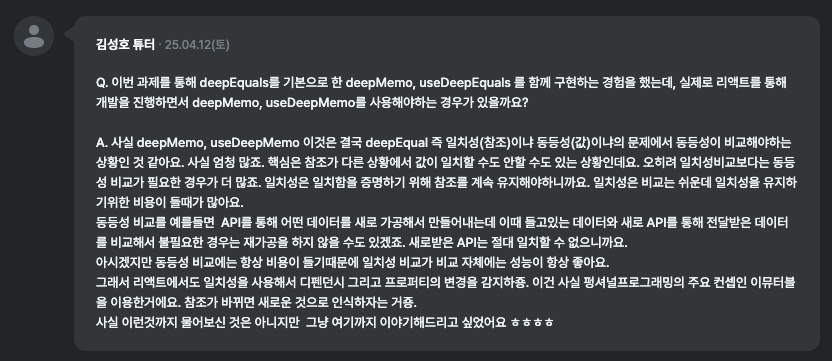 김성호 튜터 · 25.04.12(토)
Q. 이번 과제를 통해 deepEquals를 기본으로 한 deepMemo, useDeepEquals 를 함께 구현하는 경험을 했는데, 실제로 리액트를 통해
개발을 진행하면서 deepMemo, useDeepMemo를 사용해야하는 경우가 있을까요?
A. 사실 deepMemo, useDeepMemo 이것은 결국 deepEqual 즉 일치성(참조)이냐 동등성(값)이냐의 문제에서 동등성이 비교해야하는
상황인 것 같아요. 사실 엄청 많죠. 핵심은 참조가 다른 상황에서 값이 일치할 수도 안할 수도 있는 상황인데요. 오히려 일치성비교보다는 동등
성 비교가 필요한 경우가 더 많죠. 일치성은 일치함을 증명하기 위해 참조를 계속 유지해야하니까요. 일치성은 비교는 쉬운데 일치성을 유지하
기위한 비용이 들때가 많아요.
동등성 비교를 예를들면 API를 통해 어떤 데이터를 새로 가공해서 만들어내는데 이때 들고있는 데이터와 새로 API를 통해 전달받은 데이터
를 비교해서 불필요한 경우는 재가공을 하지 않을 수도 있겠죠. 새로받은 API는 절대 일치할 수 없으니까요.
아시겠지만 동등성 비교에는 항상 비용이 들기때문에 일치성 비교가 비교 자체에는 성능이 항상 좋아요.
그래서 리액트에서도 일치성을 사용해서 디펜던시 그리고 프로퍼티의 변경을 감지하죵. 이건 사실 펑셔널프로그래밍의 주요 컨셉인 이뮤터블
을 이용한거에요. 참조가 바뀌면 새로운 것으로 인식하자는 거죵.
사실 이런것까지 물어보신 것은 아니지만 그냥 여기까지 이야기해드리고 싶었어요 ㅎㅎㅎㅎ